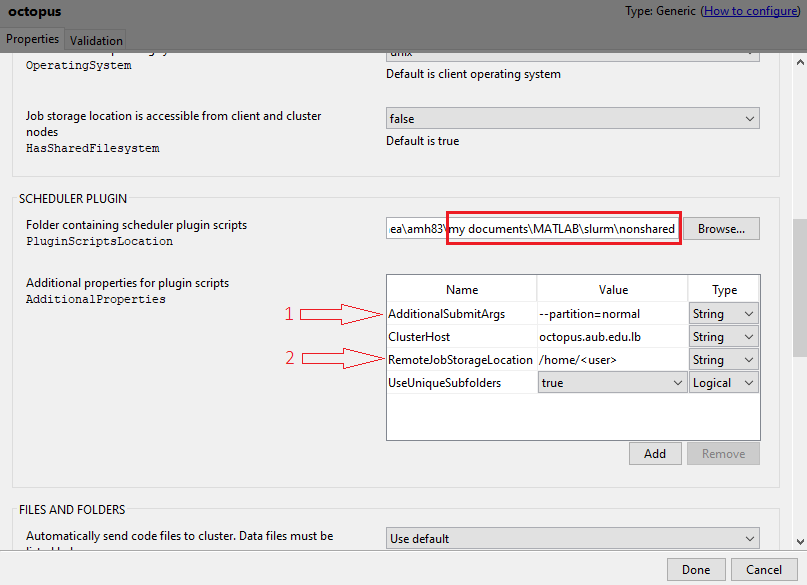 octopus
Type: Generic (How to configure)
Properties
Validation
OperatingSystem
unix
Default is client operating system
Job storage location is accessible from client and cluster
nodes
HasSharedFilesystem
false
Default is true
SCHEDULER PLUGIN
Folder containing scheduler plugin scripts
PluginScriptsLocation
ea\amh83\my documents\MATLAB\slurm\nonshared
Browse...
Additional properties for plugin scripts
AdditionalProperties
Name Value Type
1 AdditionalSubmitArgs --partition=normal String
ClusterHost octopus.aub.edu.lb String
2 RemoteJobStorageLocation /home/<user> String
UseUniqueSubfolders true Logical
Add Remove
FILES AND FOLDERS
Automatically send code files to cluster. Data files must be
Use default
Done Cancel